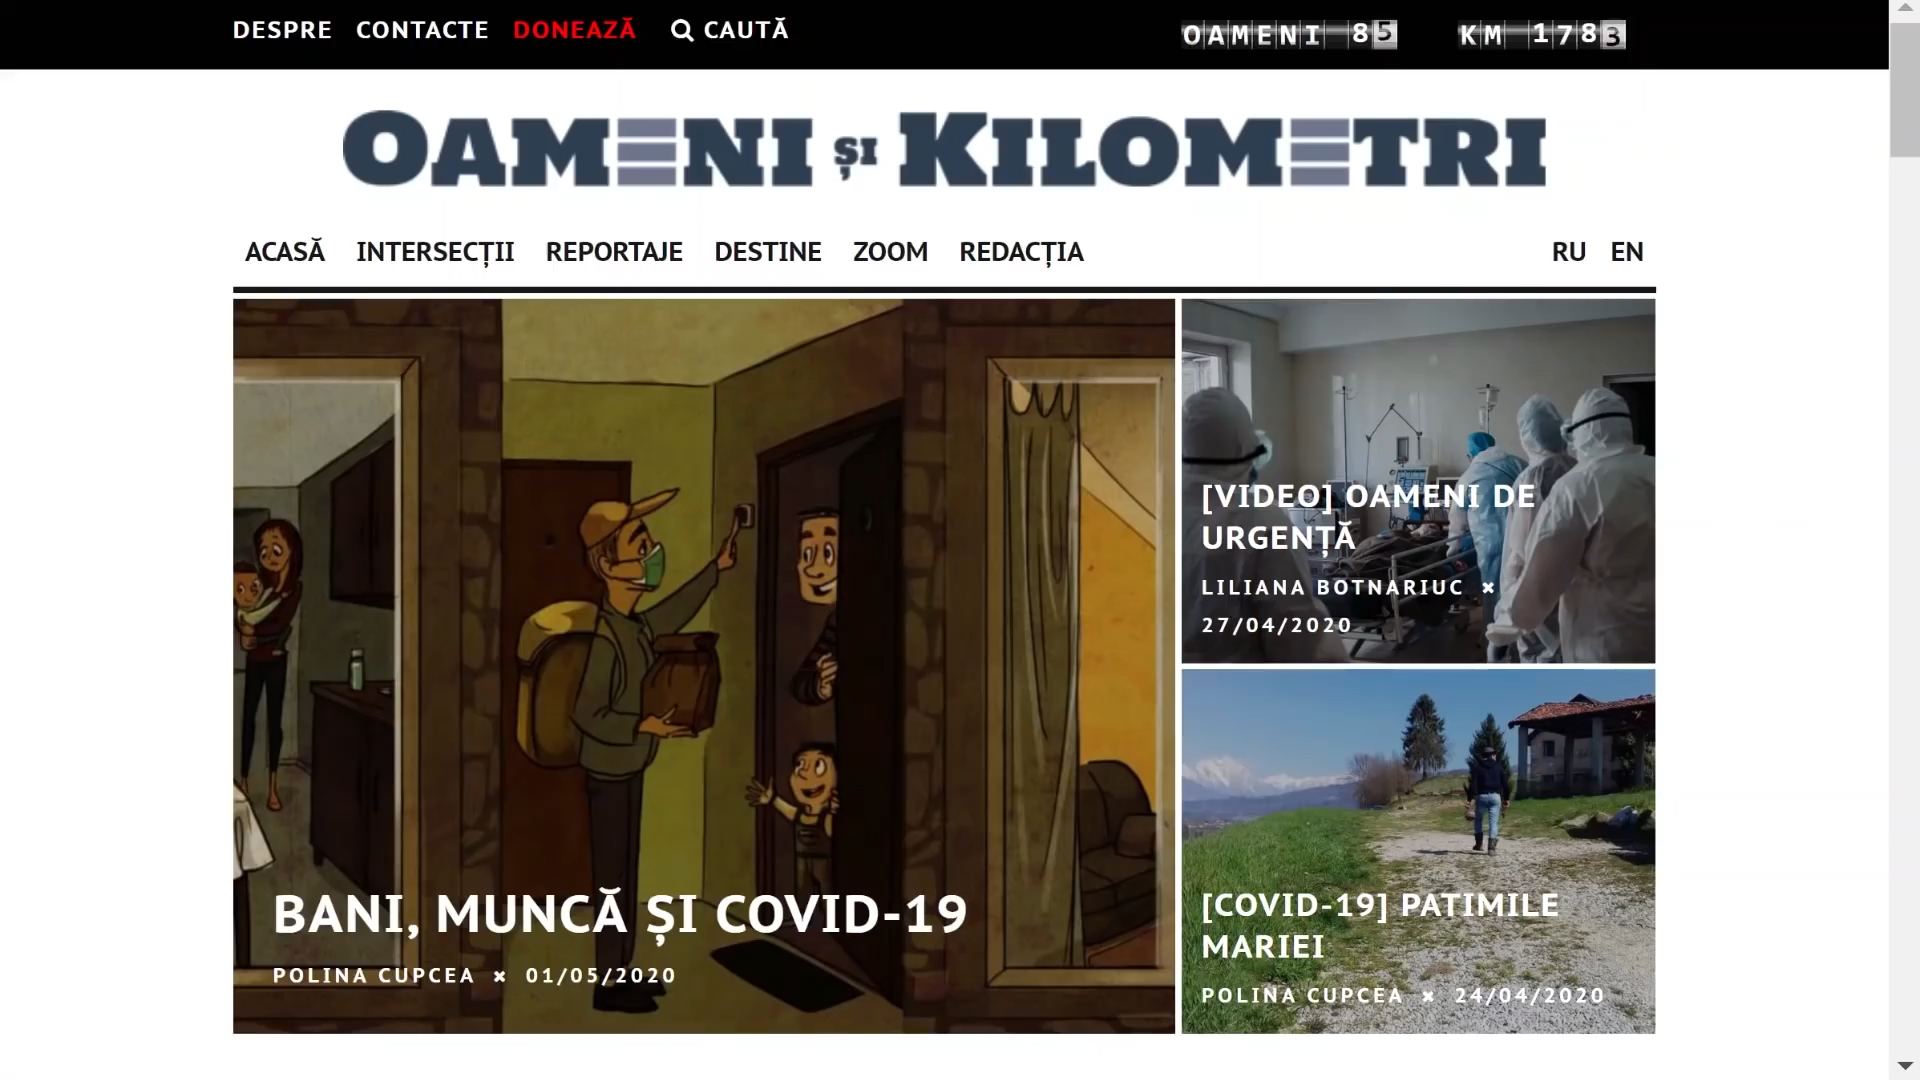 DESPRE CONTACTE DONEAZĂ CAUTĂ OAMENI 85 KM 1783
OAMENI ȘI KILOMETRI
ACASĂ INTERSECȚII REPORTAJE DESTINE ZOOM REDACȚIA RU EN
BANI, MUNCĂ ȘI COVID-19
POLINA CUPCEA × 01/05/2020
[VIDEO] OAMENI DE
URGENȚĂ
LILIANA BOTNARIUC ×
27/04/2020
[COVID-19] PATIMILE
MARIEI
POLINA CUPCEA × 24/04/2020